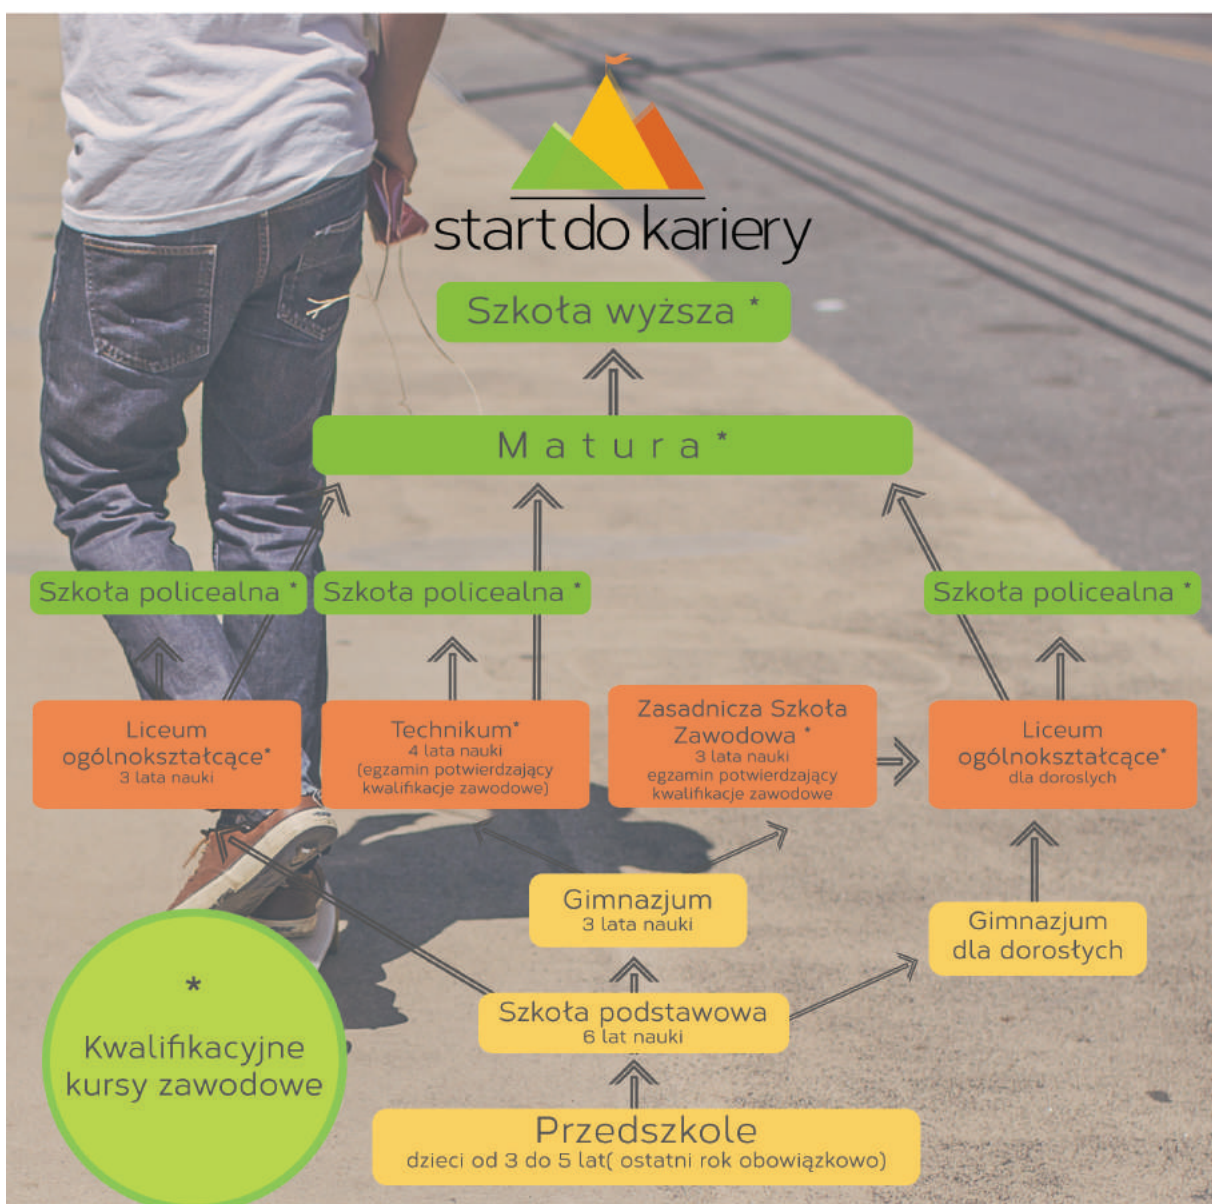 start do kariery
Szkoła wyższa *
Matura *
Szkoła policealna *
Szkoła policealna *
Szkoła policealna *
Liceum
ogólnokształcące*
3 lata nauki
Technikum*
4 lata nauki
(egzamin potwierdzający
kwalifikacje zawodowe)
Zasadnicza Szkoła
Zawodowa *
3 lata nauki
egzamin potwierdzający
kwalifikacje zawodowe
Liceum
ogólnokształcące*
dla doroslych
Gimnazjum
3 lata nauki
Gimnazjum
dla dorosłych
Szkoła podstawowa
6 lat nauki
*
Kwalifikacyjne
kursy zawodowe
Przedszkole
dzieci od 3 do 5 lat( ostatni rok obowiązkowo)